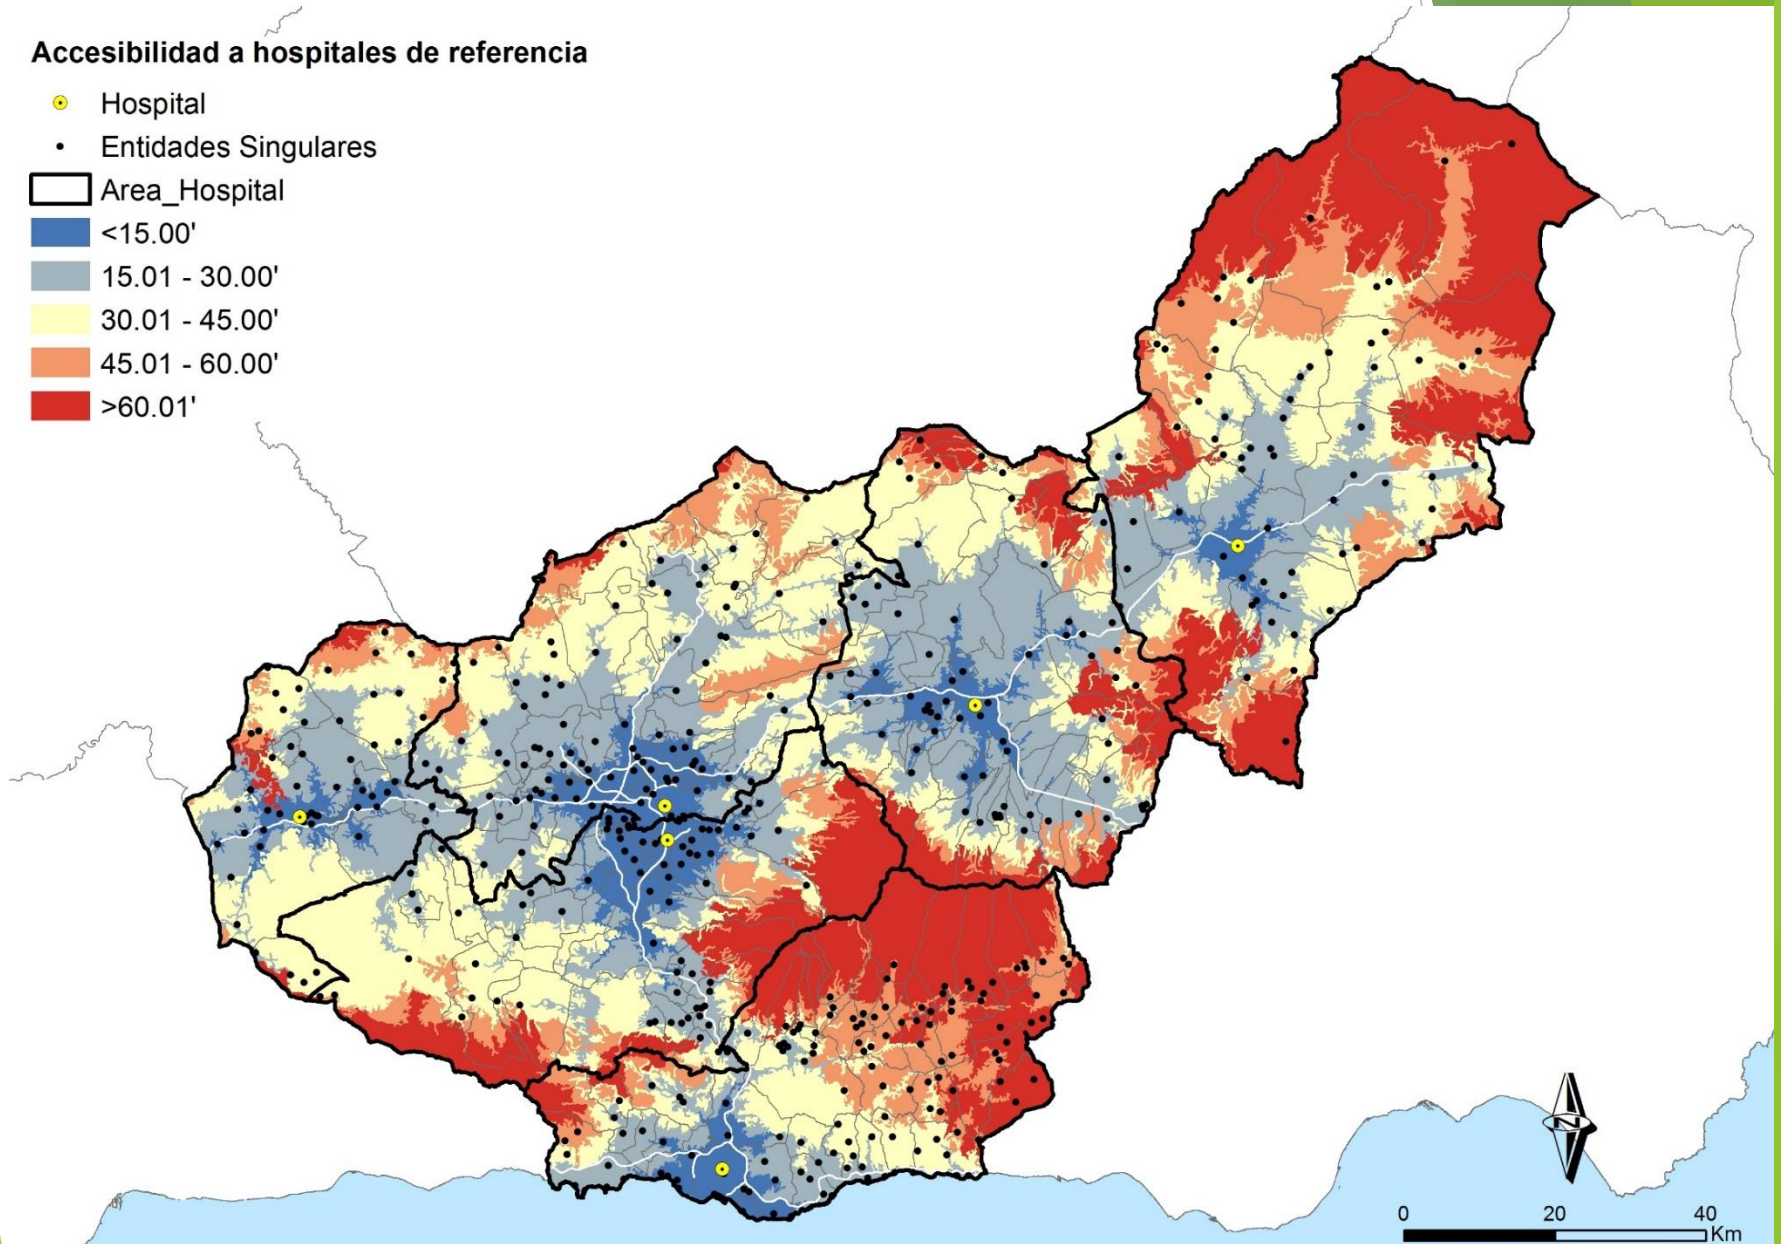 Accesibilidad a hospitales de referencia
Hospital
Entidades Singulares
Area_Hospital
<15.00'
15.01 - 30.00'
30.01 - 45.00'
45.01 - 60.00'
>60.01'
N
0 20 40
Km